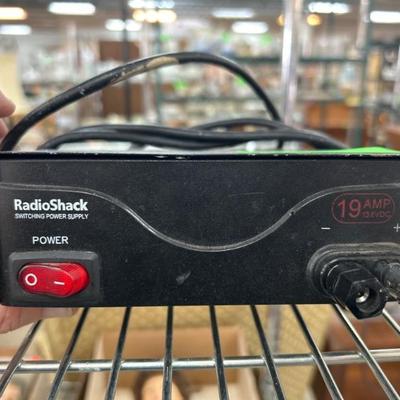 RadioShack
SWITCHING POWER SUPPLY
POWER
19 AMP
13.8VDC
- +
O –